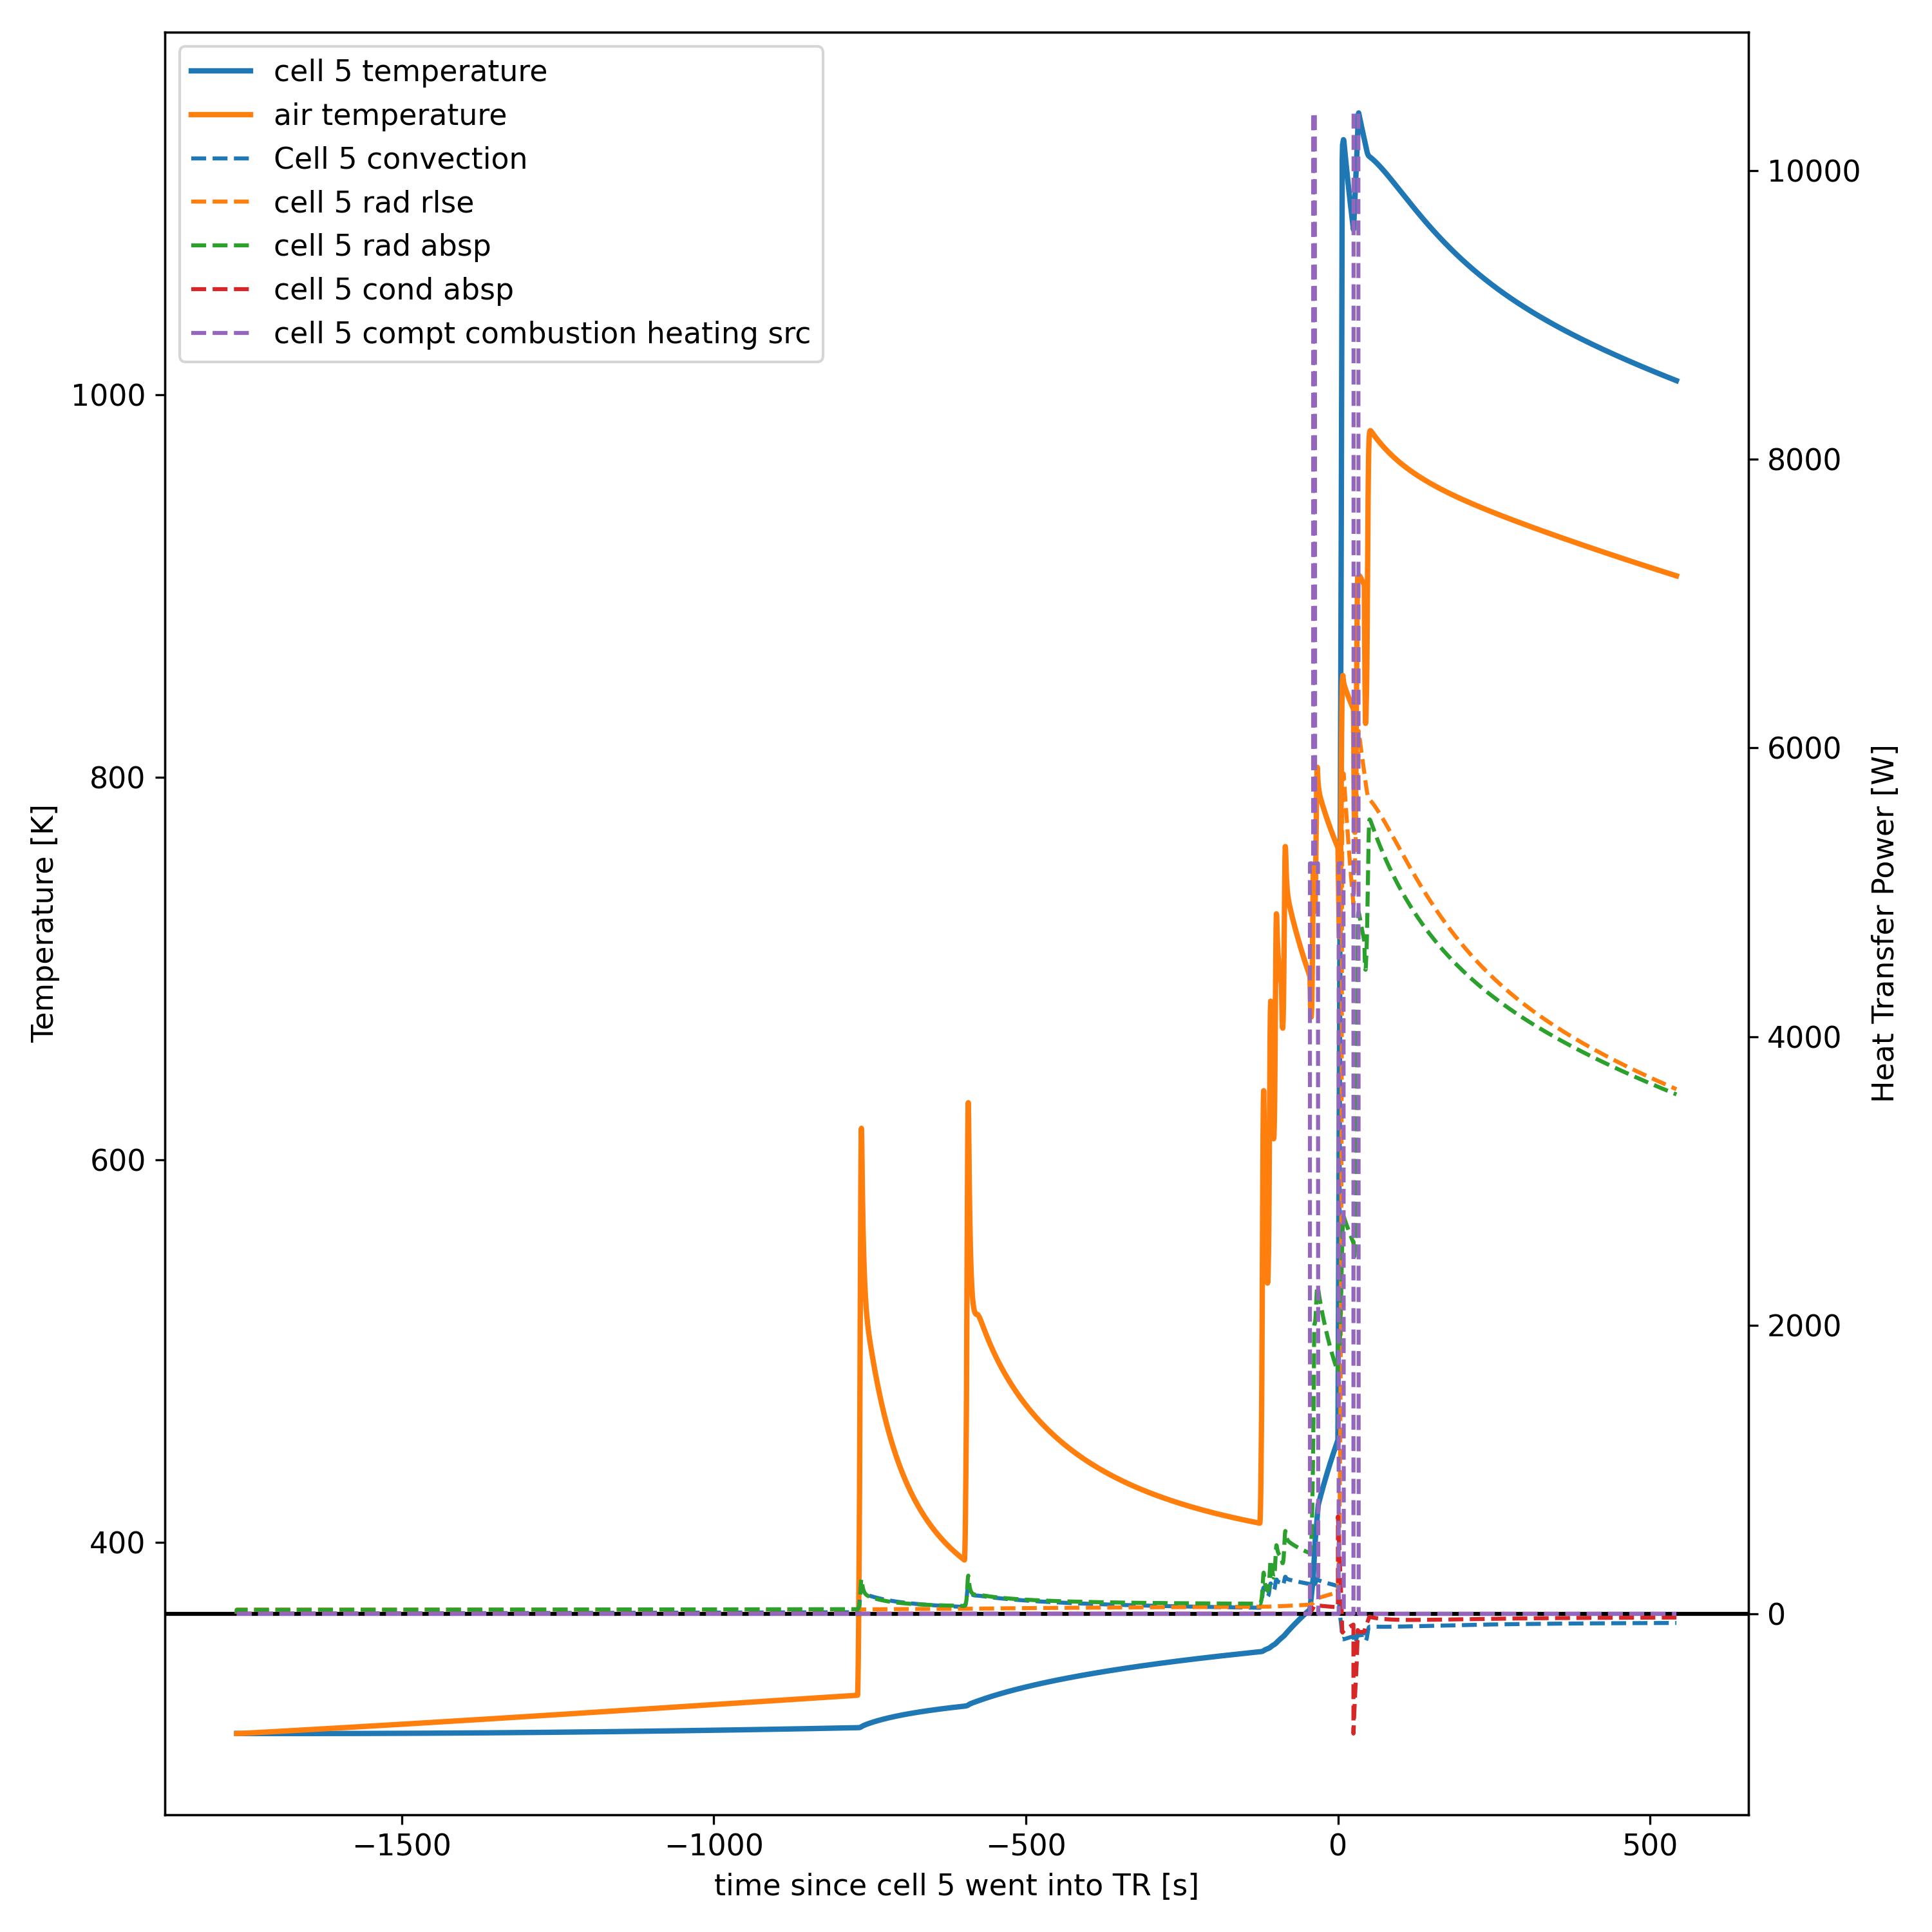 cell 5 temperature
air temperature
Cell 5 convection
cell 5 rad rlse
cell 5 rad absp
cell 5 cond absp
cell 5 compt combustion heating src
1000
800
600
400
Temperature [K]
10000
8000
6000
4000
2000
0
Heat Transfer Power [W]
−1500
−1000
−500
0
500
time since cell 5 went into TR [s]